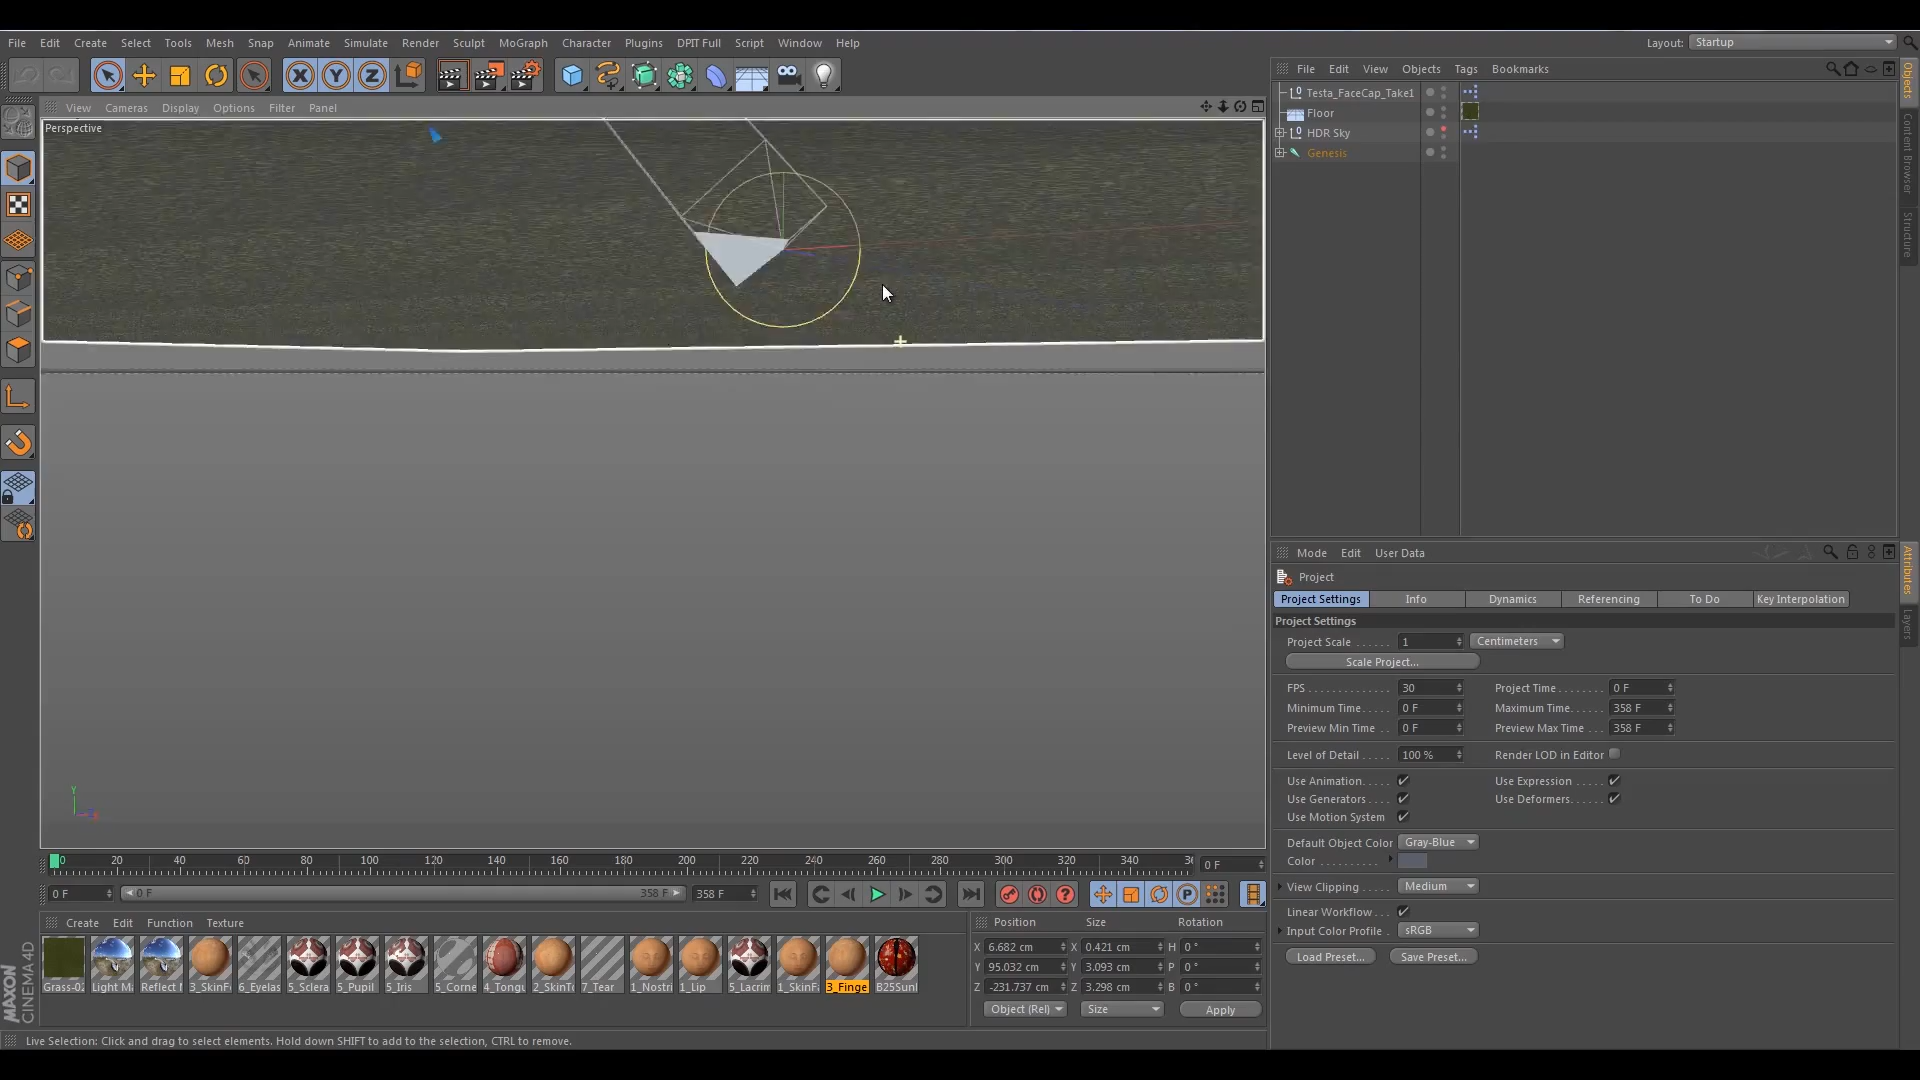 File Edit Create Select Tools Mesh Snap Animate Simulate Render Sculpt MoGraph Character Plugins DPIT Full Script Window Help
Layout: Startup
File Edit View Objects Tags Bookmarks
View Cameras Display Options Filter Panel
Perspective
Testa_FaceCap_Take1
Floor
HDR Sky
Genesis
Objects
Content Browser
Structure
X Y Z
Mode Edit User Data
Project
Project Settings Info Dynamics Referencing To Do Key Interpolation
Project Settings
Project Scale ...... 1 Centimeters
Scale Project...
FPS .............. 30 Project Time ........ 0 F
Minimum Time..... 0 F Maximum Time...... 358 F
Preview Min Time .. 0 F Preview Max Time ... 358 F
Level of Detail ..... 100 % Render LOD in Editor
Use Animation..... Use Expression .....
Use Generators .... Use Deformers......
Use Motion System
Default Object Color Gray-Blue
Color ..........
View Clipping ..... Medium
Linear Workflow...
Input Color Profile . sRGB
Load Preset... Save Preset...
Attributes
Layers
Y
0 20 40 60 80 100 120 140 160 180 200 220 240 260 280 300 320 340 36
0 F
0 F 0 F 358 F 358 F
P
Create Edit Function Texture
Grass-02 Light Ma Reflect M 3_SkinF 6_Eyelas 5_Sclera 5_Pupil 5_Iris 5_Corne 4_Tongu 2_SkinTo 7_Tear 1_Nostri 1_Lip 5_Lacrim 1_SkinFa 3_Finge B25Sunl
Position Size Rotation
X 6.682 cm X 0.421 cm H 0 °
Y 95.032 cm Y 3.093 cm P 0 °
Z -231.737 cm Z 3.298 cm B 0 °
Object (Rel) Size Apply
MAXON
CINEMA 4D
Live Selection: Click and drag to select elements. Hold down SHIFT to add to the selection, CTRL to remove.